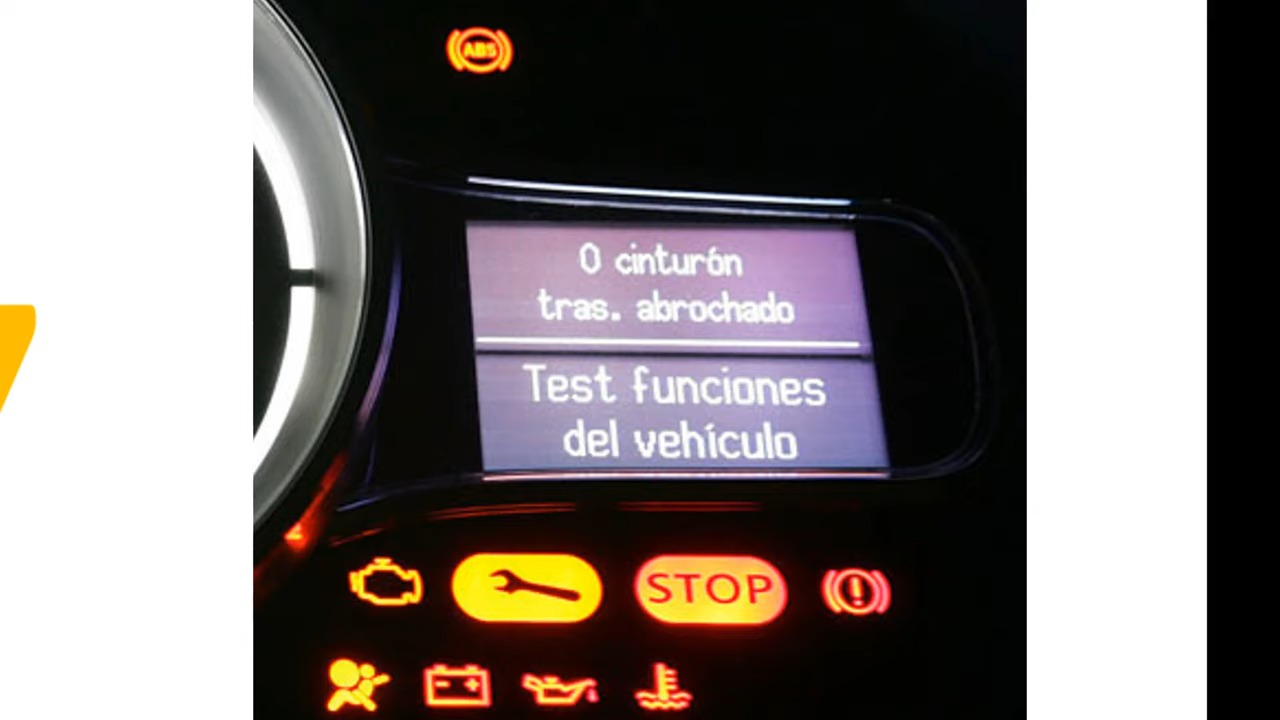 ABS
0 cinturón
tras. abrochado
Test funciones
del vehículo
STOP